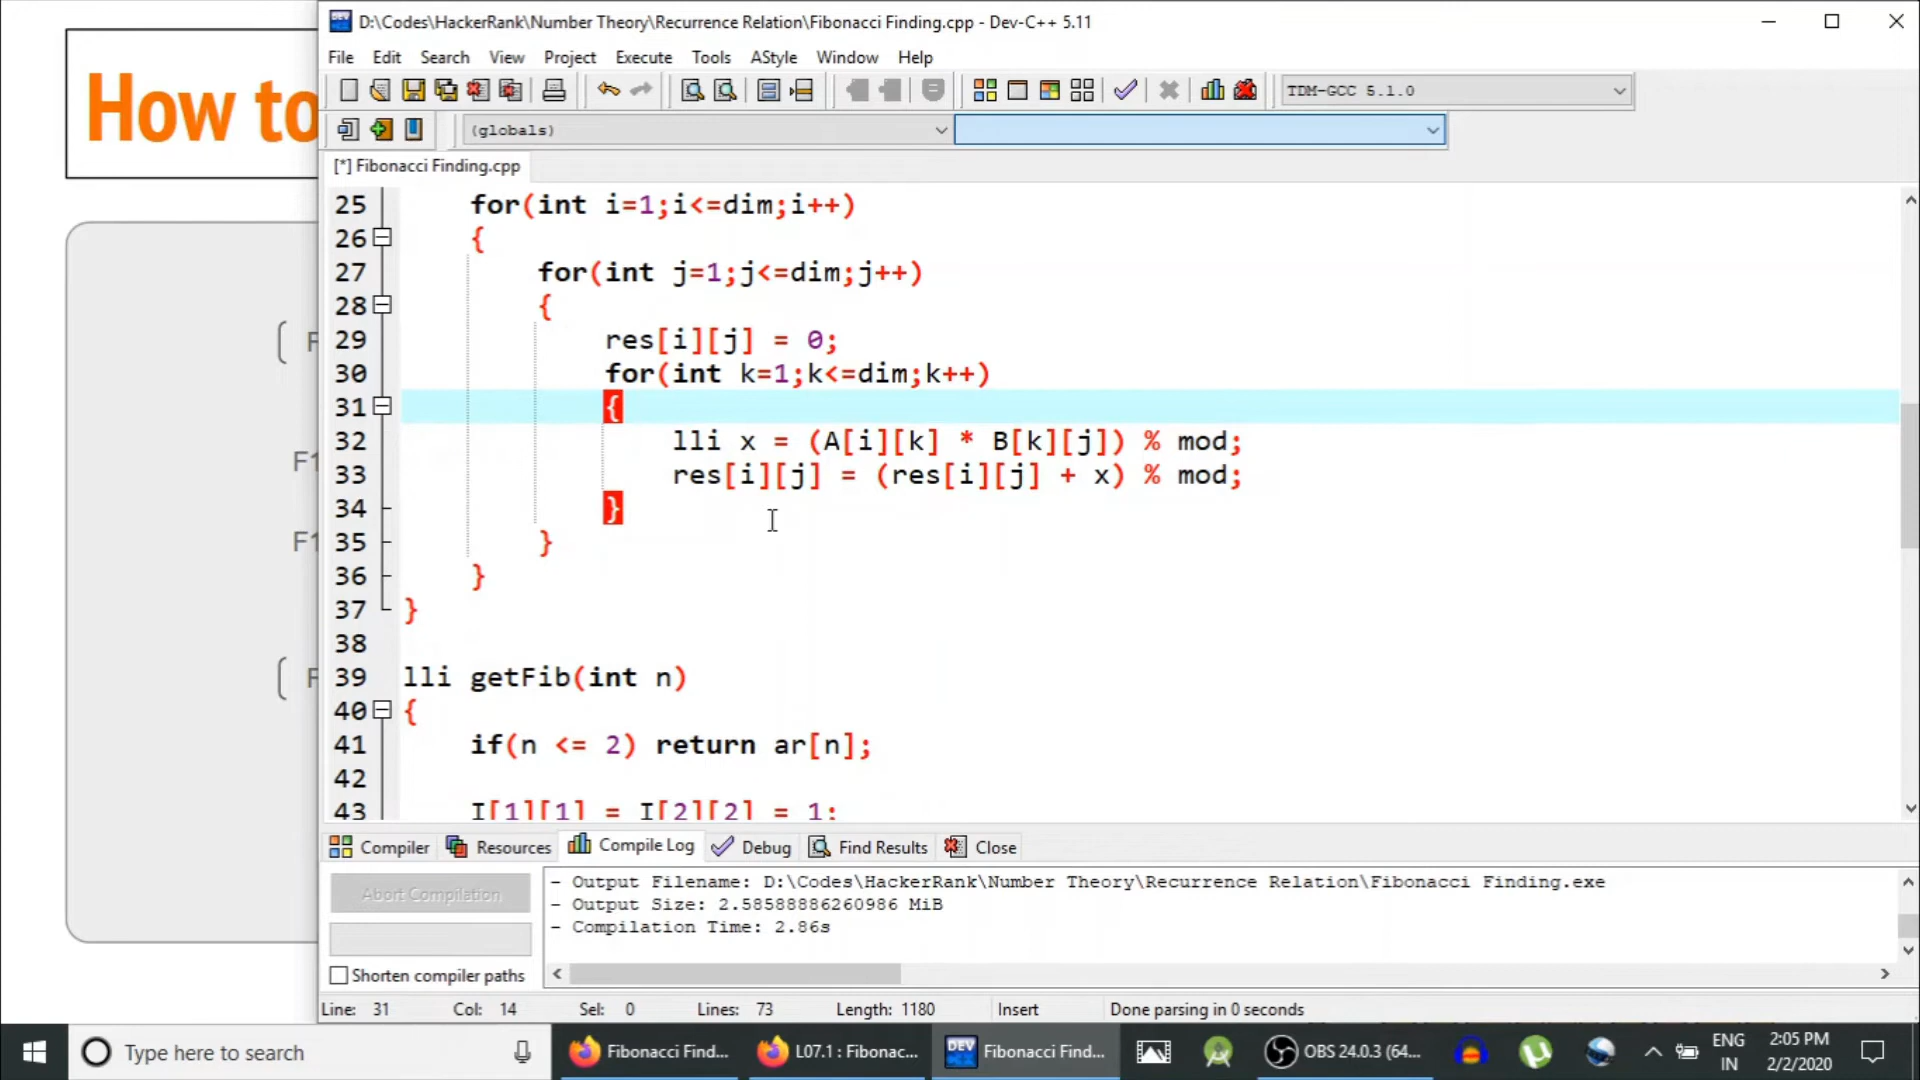 How to
D:\Codes\HackerRank\Number Theory\Recurrence Relation\Fibonacci Finding.cpp - Dev-C++ 5.11
File Edit Search View Project Execute Tools AStyle Window Help
TDM-GCC 5.1.0
(globals)
[*] Fibonacci Finding.cpp
25 for(int i=1;i<=dim;i++)
26 {
27 for(int j=1;j<=dim;j++)
28 {
29 res[i][j] = 0;
30 for(int k=1;k<=dim;k++)
31 {
32 lli x = (A[i][k] * B[k][j]) % mod;
33 res[i][j] = (res[i][j] + x) % mod;
34 }
35 }
36 }
37 }
38
39 lli getFib(int n)
40 {
41 if(n <= 2) return ar[n];
42
43 I[1][1] = I[2][2] = 1;
Compiler Resources Compile Log Debug Find Results Close
Abort Compilation
Shorten compiler paths
- Output Filename: D:\Codes\HackerRank\Number Theory\Recurrence Relation\Fibonacci Finding.exe
- Output Size: 2.58588886260986 MiB
- Compilation Time: 2.86s
Line: 31 Col: 14 Sel: 0 Lines: 73 Length: 1180 Insert Done parsing in 0 seconds
Type here to search
Fibonacci Find...
L07.1 : Fibonac...
DEV
Fibonacci Find...
OBS 24.0.3 (64...
ENG
IN
2:05 PM
2/2/2020